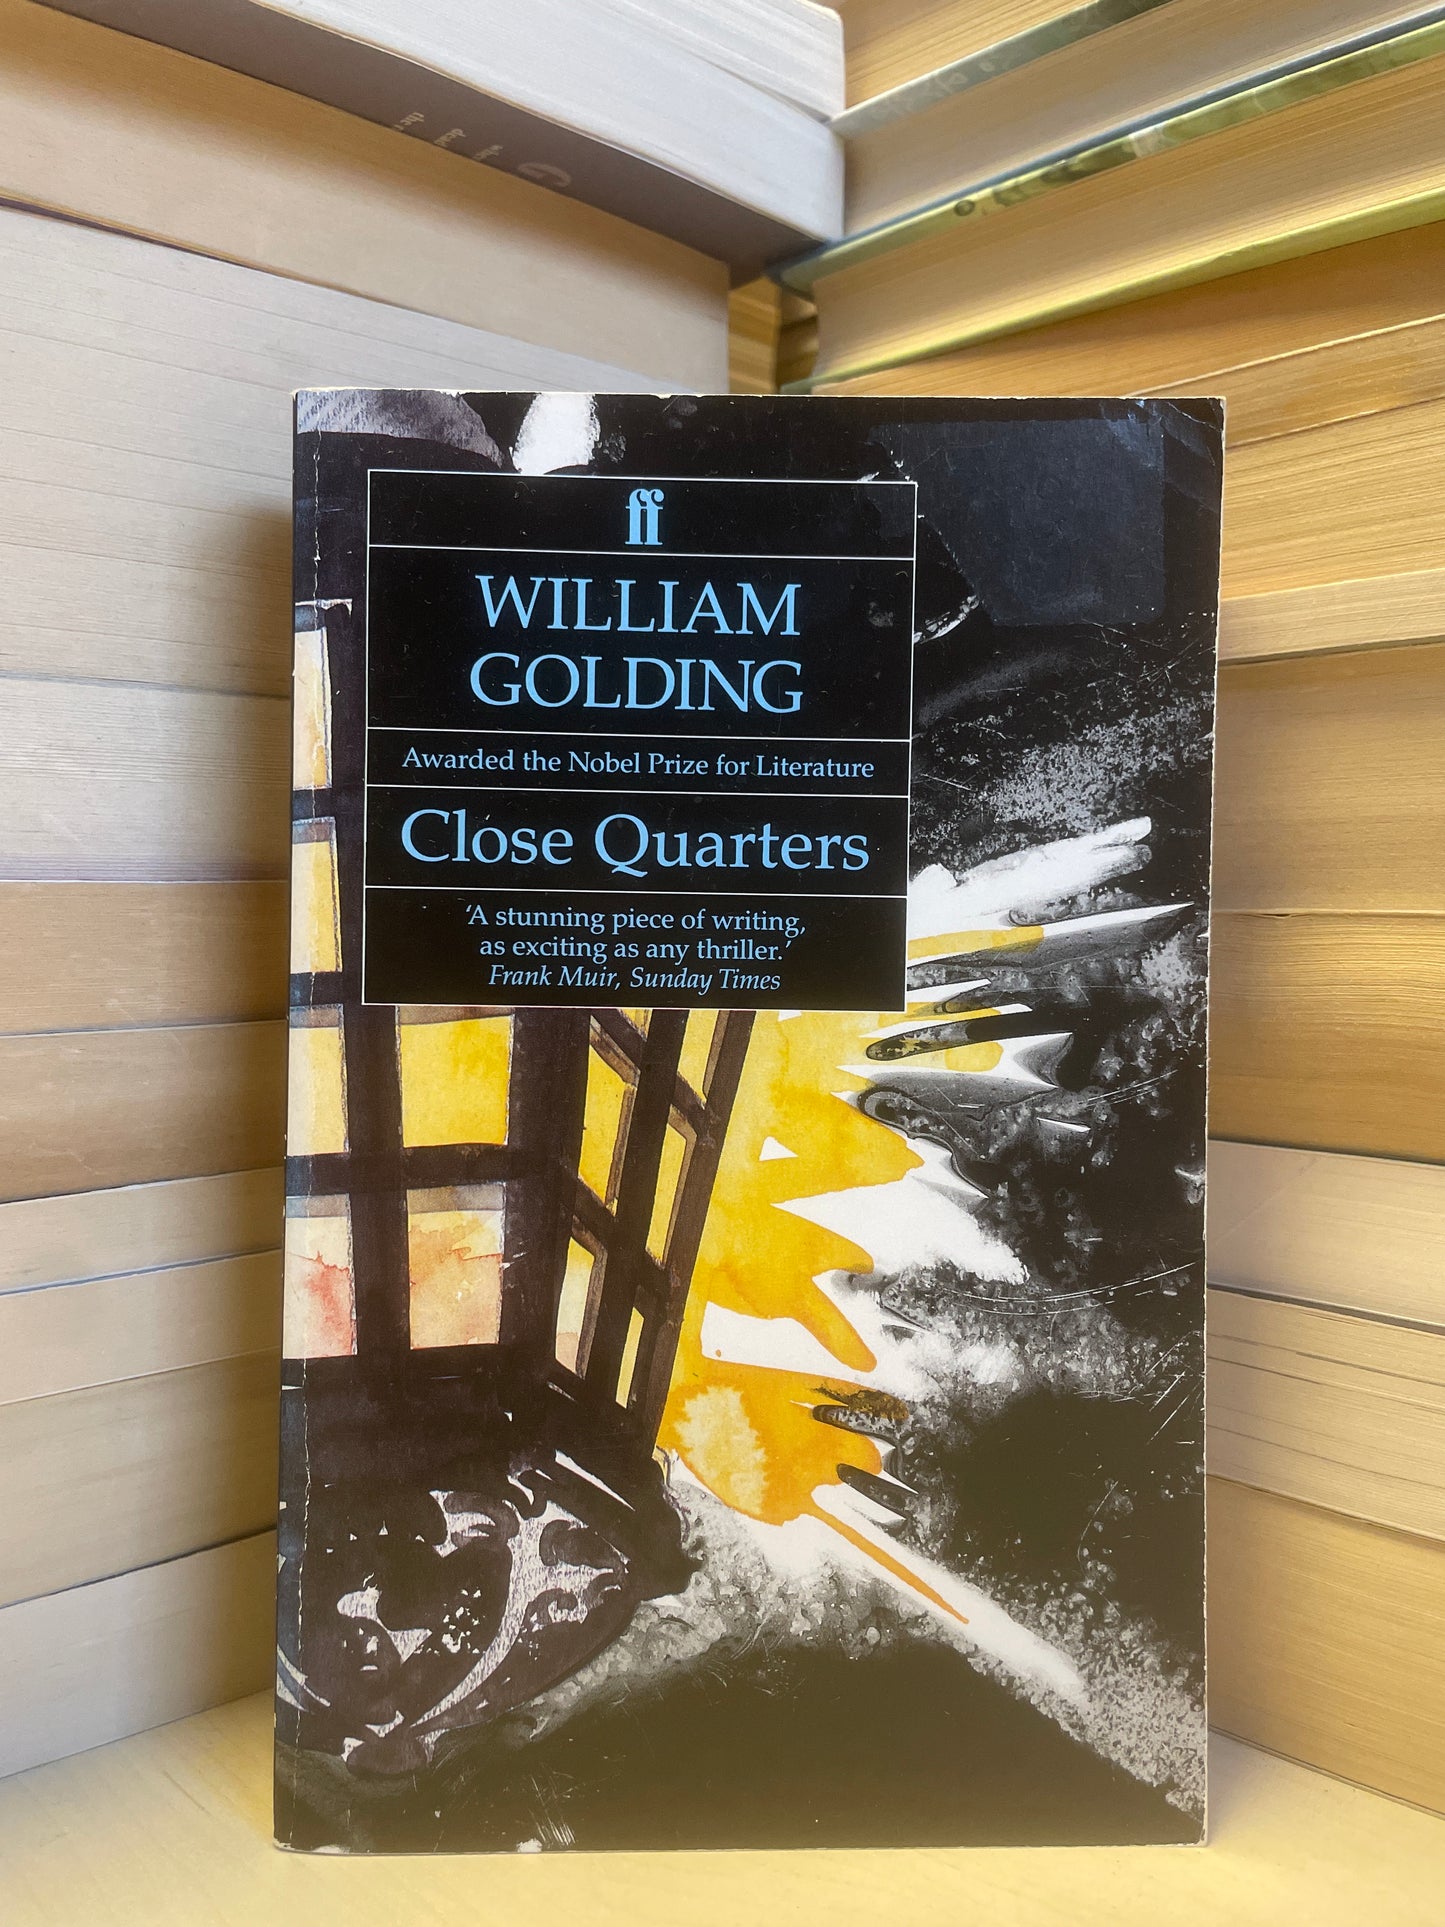 ff
WILLIAM
GOLDING
Awarded the Nobel Prize for Literature
Close Quarters
‘A stunning piece of writing,
as exciting as any thriller.’
Frank Muir, Sunday Times